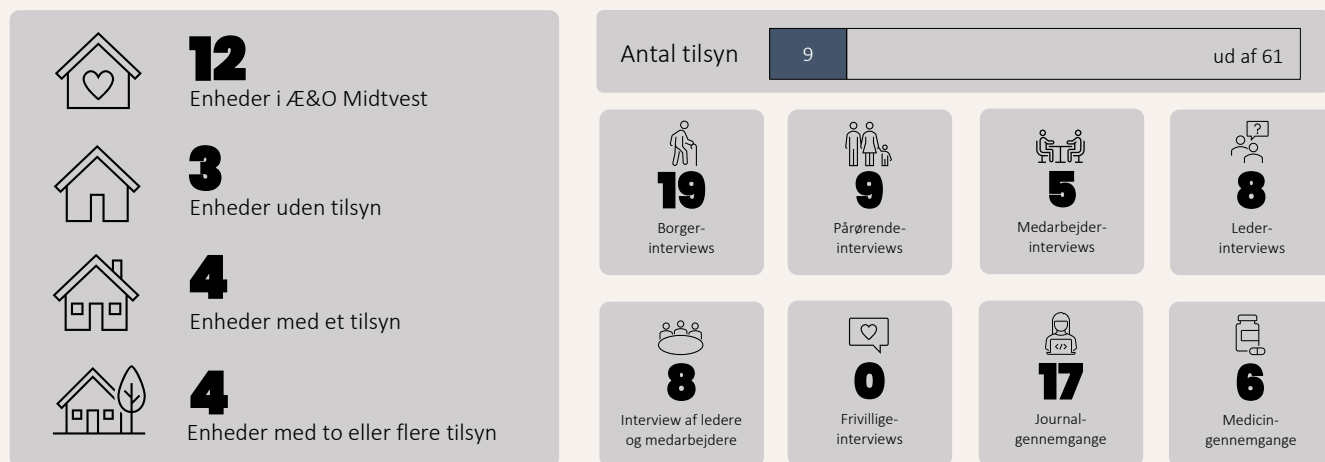 12
Enheder i Æ&O Midtvest
3
Enheder uden tilsyn
4
Enheder med et tilsyn
4
Enheder med to eller flere tilsyn
Antal tilsyn
9
ud af 61
19
Borger-
interviews
9
Pårørende-
interviews
5
Medarbejder-
interviews
?
8
Leder-
interviews
8
Interview af ledere
og medarbejdere
0
Frivillige-
interviews
</>
17
Journal-
gennemgange
6
Medicin-
gennemgange